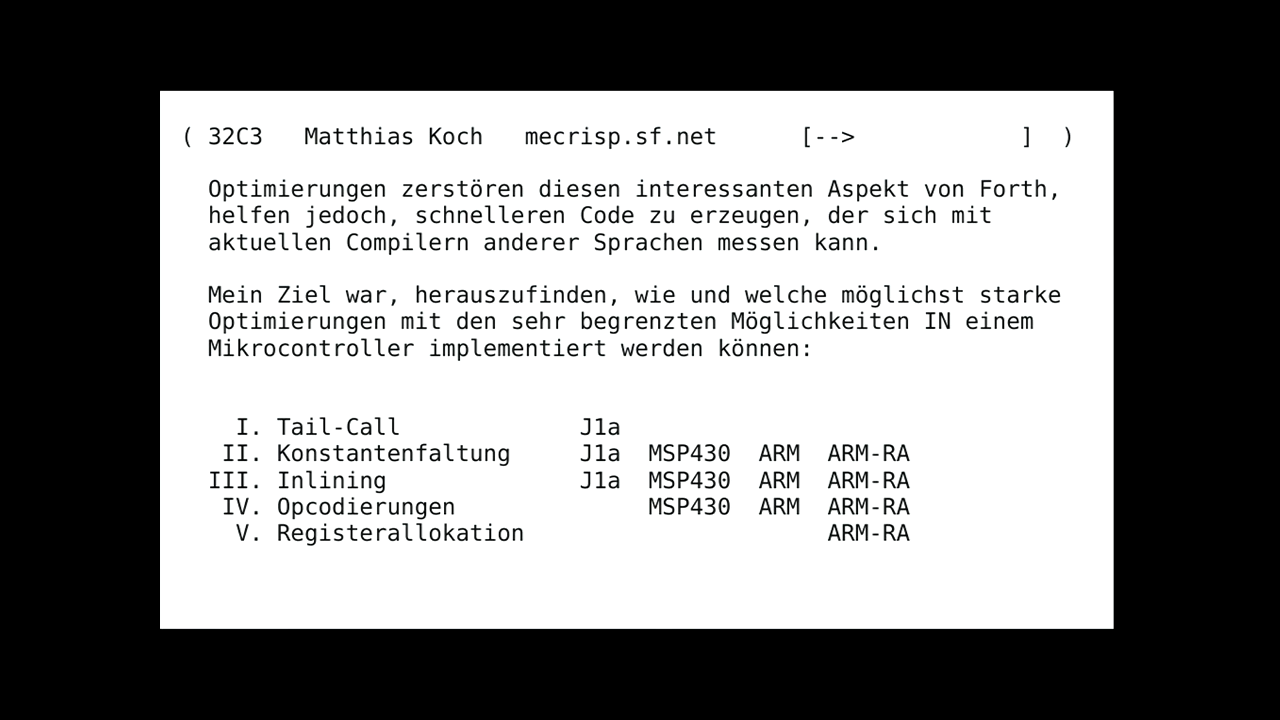 ( 32C3   Matthias Koch   mecrisp.sf.net      [-->            ]  )
Optimierungen zerstören diesen interessanten Aspekt von Forth,
helfen jedoch, schnelleren Code zu erzeugen, der sich mit
aktuellen Compilern anderer Sprachen messen kann.
Mein Ziel war, herauszufinden, wie und welche möglichst starke
Optimierungen mit den sehr begrenzten Möglichkeiten IN einem
Mikrocontroller implementiert werden können:
I. Tail-Call             J1a
II. Konstantenfaltung     J1a  MSP430  ARM  ARM-RA
III. Inlining              J1a  MSP430  ARM  ARM-RA
IV. Opcodierungen              MSP430  ARM  ARM-RA
V. Registerallokation                      ARM-RA